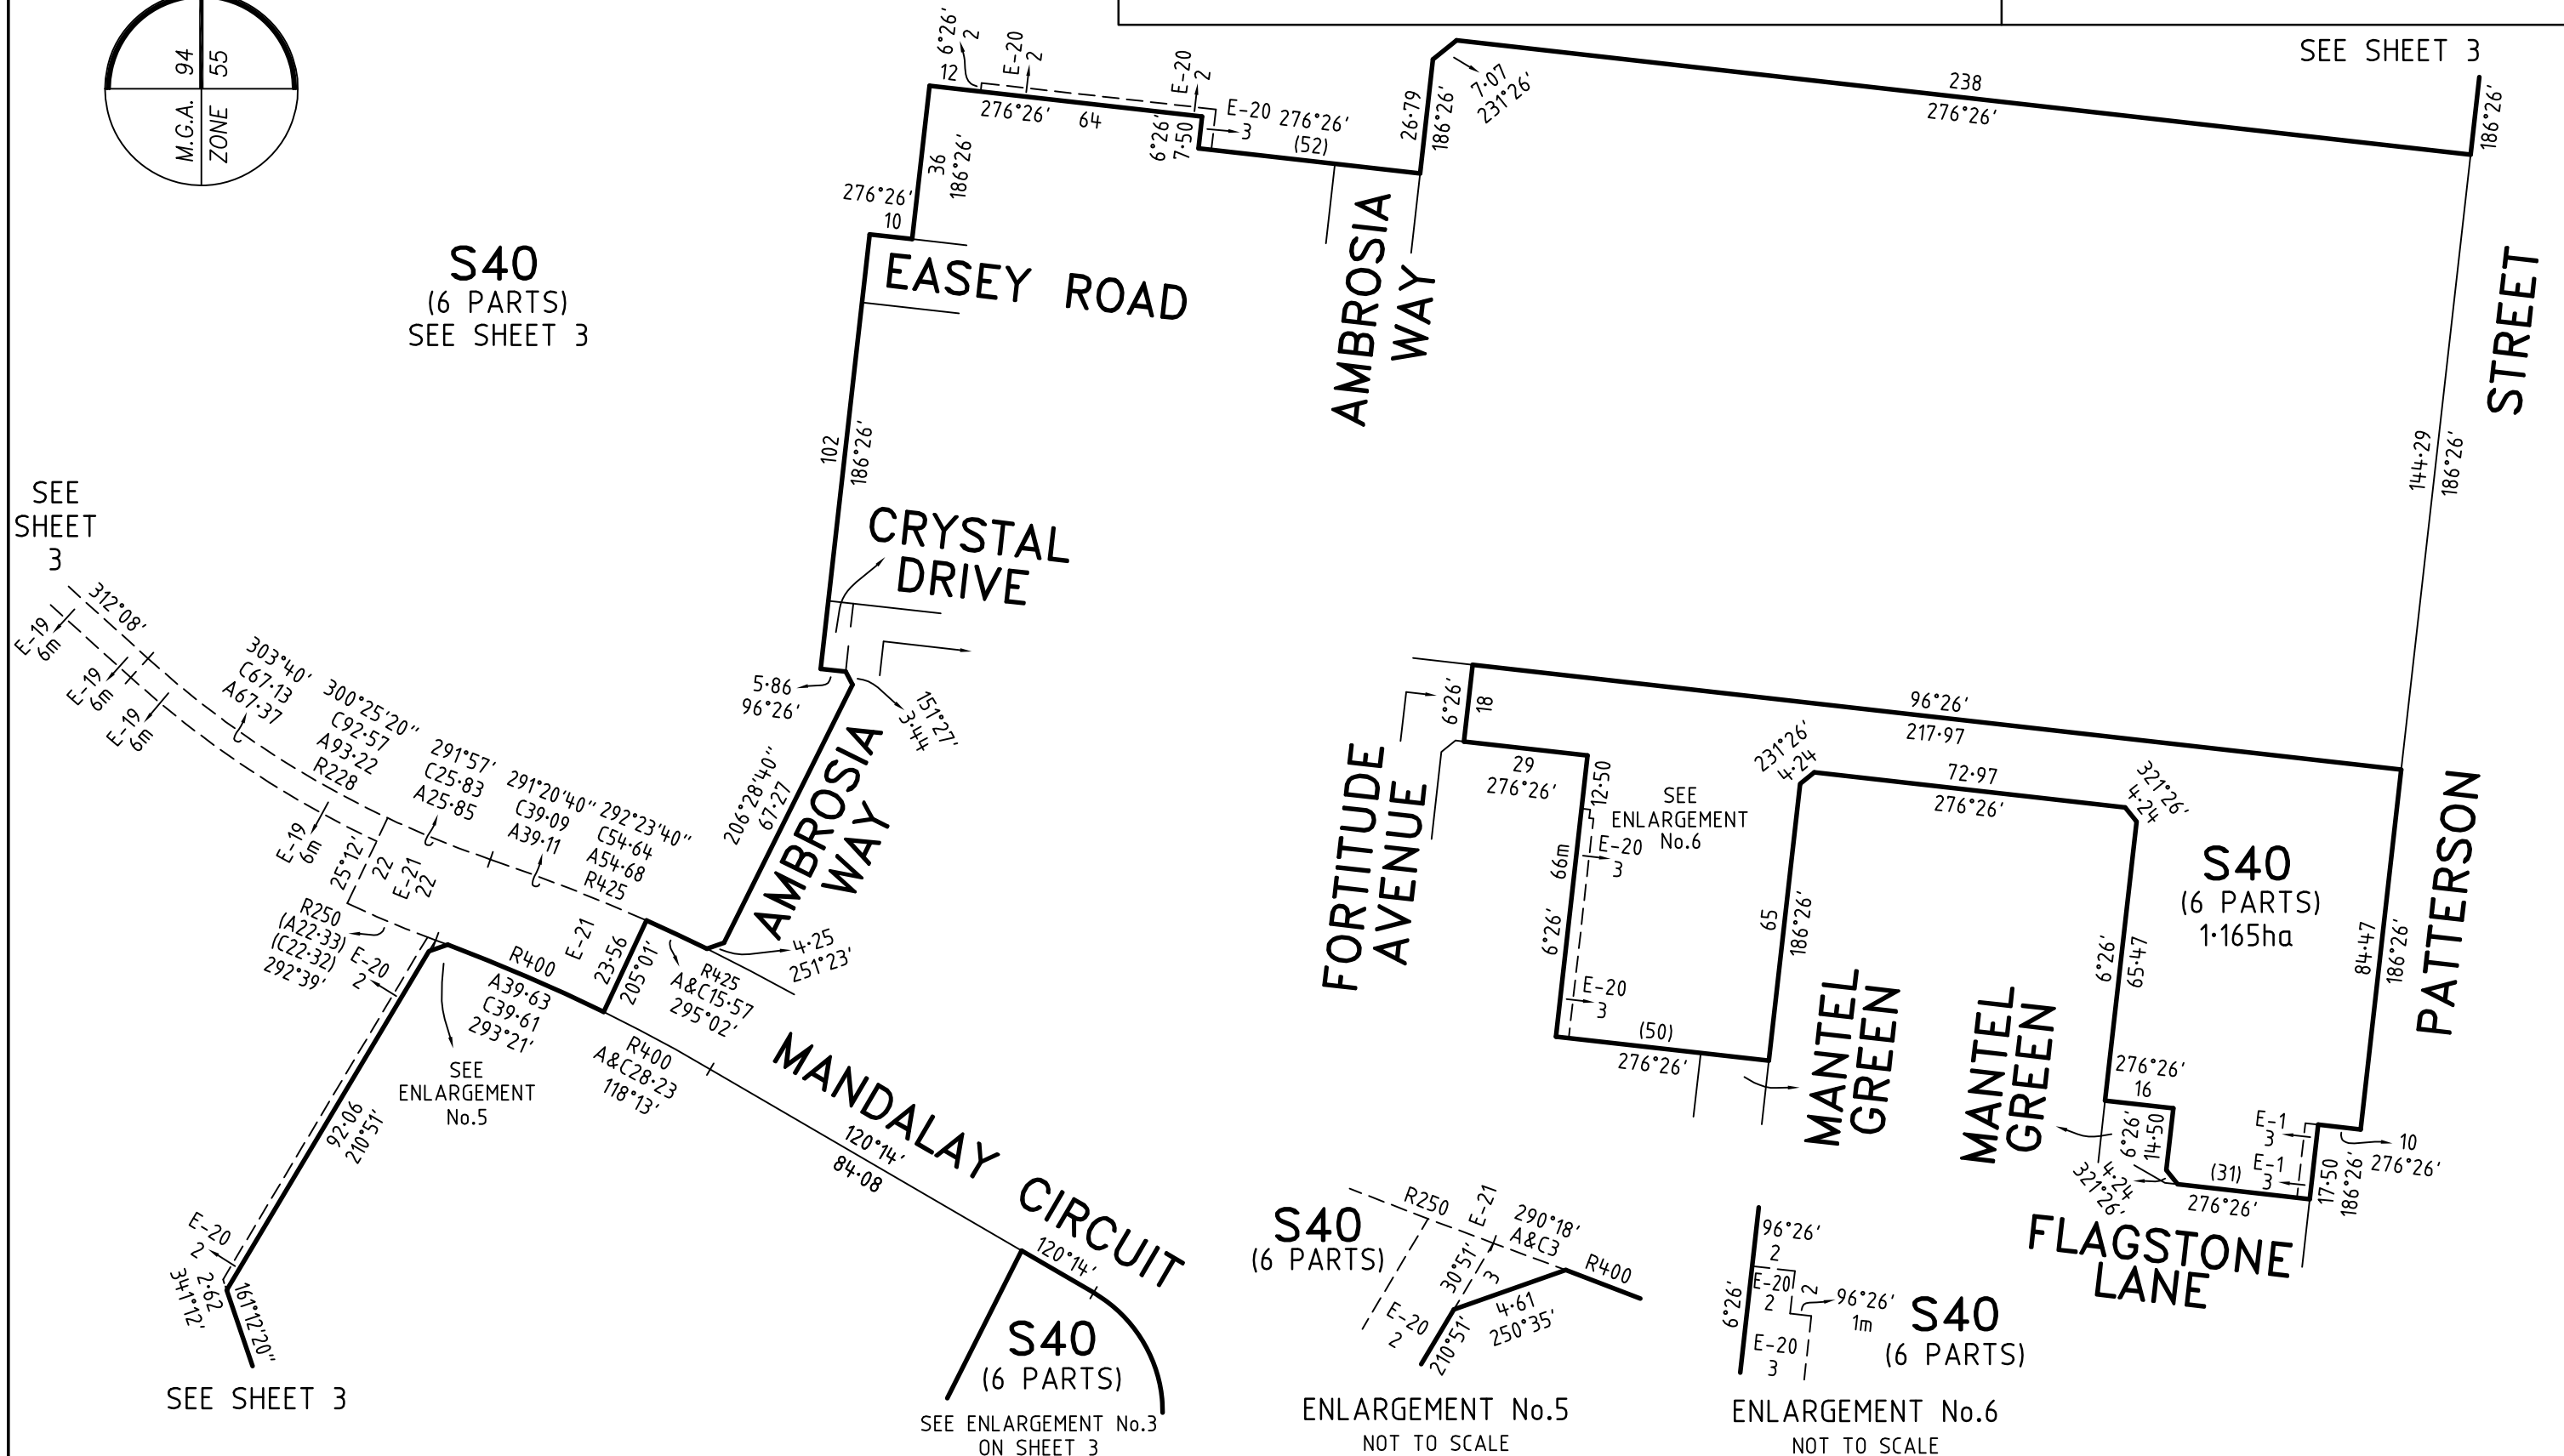 M.G.A. 94
ZONE 55
S40
(6 PARTS)
SEE SHEET 3
SEE
SHEET
3
6°26'
2
12
E-20
2
E-20
2
276°26'
64
6°26'
7·50
E-20
3
276°26'
(52)
36
186°26'
276°26'
10
EASEY ROAD
26·79
186°26'
7·07
231°26'
238
276°26'
SEE SHEET 3
186°26'
AMBROSIA
WAY
STREET
144·29
186°26'
102
186°26'
CRYSTAL
DRIVE
5·86
96°26'
151°27'
3·44
206°28'40"
67·27
AMBROSIA
WAY
4·25
251°23'
312°08'
E-19
6m
E-19
6m
E-19
6m
E-19
6m
303°40'
C67·13
A67·37
300°25'20"
C92·57
A93·22
R228
291°57'
C25·83
A25·85
291°20'40"
C39·09
A39·11
292°23'40"
C54·64
A54·68
R425
25°12'
22
E-21
22
R250
(A22·33)
(C22·32)
292°39'
E-20
2
R400
A39·63
C39·61
293°21'
E-21
23·56
205°01'
R425
A&C15·57
295°02'
R400
A&C28·23
118°13'
SEE
ENLARGEMENT
No.5
92·06
210°51'
E-20
2
2·62
341°12'
161°12'20"
SEE SHEET 3
MANDALAY CIRCUIT
120°14'
84·08
120°14'
S40
(6 PARTS)
SEE ENLARGEMENT No.3
ON SHEET 3
FORTITUDE
AVENUE
6°26'
18
96°26'
217·97
29
276°26'
12·50
SEE
ENLARGEMENT
No.6
E-20
3
66m
6°26'
E-20
3
(50)
276°26'
231°26'
4·24
72·97
276°26'
321°26'
4·24
65
186°26'
MANTEL
GREEN
MANTEL
GREEN
6°26'
65·47
S40
(6 PARTS)
1·165ha
84·47
186°26'
PATTERSON
276°26'
16
6°26'
14·50
4·24
321°26'
E-1
3
E-1
3
(31)
276°26'
17·50
186°26'
10
276°26'
FLAGSTONE
LANE
S40
(6 PARTS)
R250
E-21
290°18'
A&C3
R400
30°51'
3
4·61
250°35'
E-20
2
210°51'
ENLARGEMENT No.5
NOT TO SCALE
96°26'
2
E-20
2
2
96°26'
1m
6°26'
E-20
3
S40
(6 PARTS)
ENLARGEMENT No.6
NOT TO SCALE